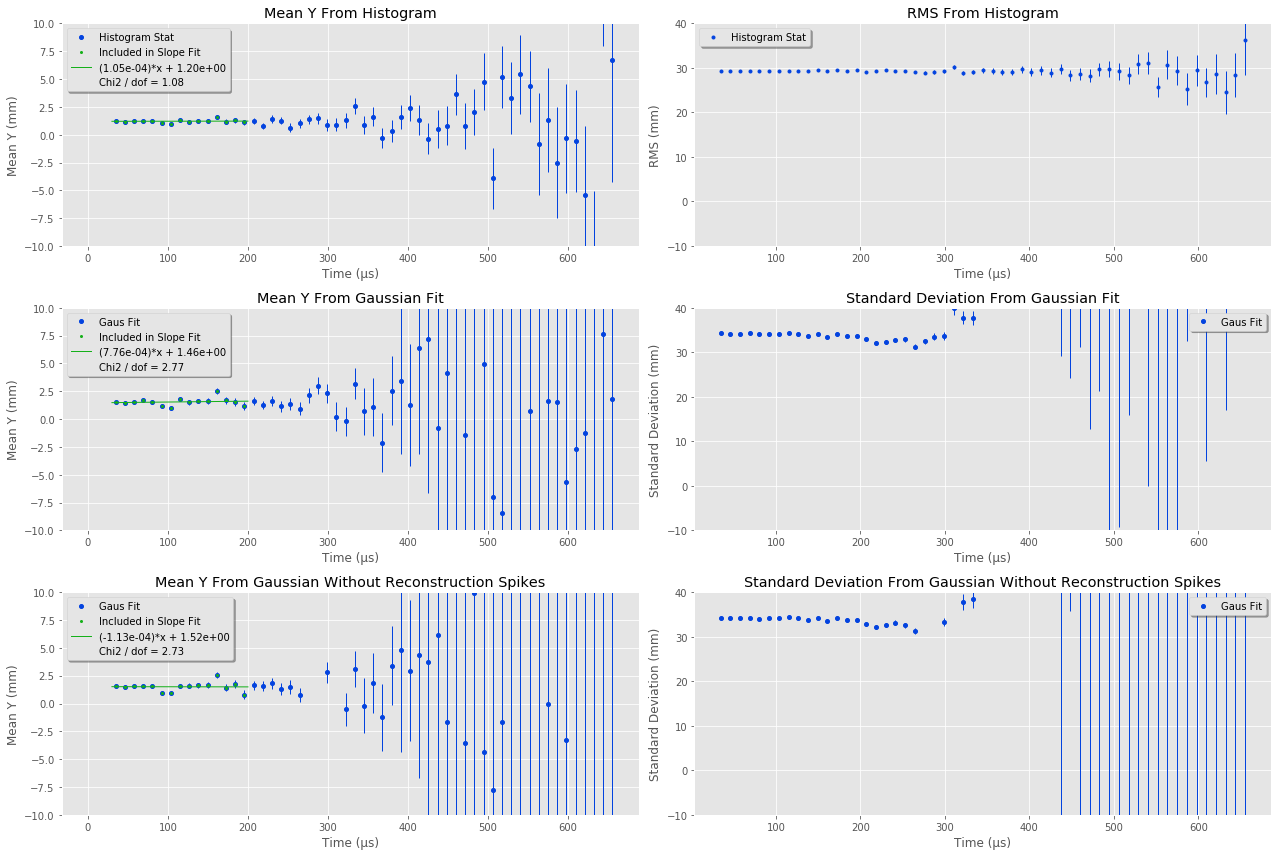 Mean Y From Histogram
10.0
7.5
5.0
2.5
0.0
−2.5
−5.0
−7.5
−10.0
Mean Y (mm)
Histogram Stat
Included in Slope Fit
(1.05e-04)*x + 1.20e+00
Chi2 / dof = 1.08
0 100 200 300 400 500 600
Time (μs)
RMS From Histogram
40
30
20
10
0
−10
RMS (mm)
Histogram Stat
100 200 300 400 500 600
Time (μs)
Mean Y From Gaussian Fit
10.0
7.5
5.0
2.5
0.0
−2.5
−5.0
−7.5
−10.0
Mean Y (mm)
Gaus Fit
Included in Slope Fit
(7.76e-04)*x + 1.46e+00
Chi2 / dof = 2.77
0 100 200 300 400 500 600
Time (μs)
Standard Deviation From Gaussian Fit
40
30
20
10
0
−10
Standard Deviation (mm)
Gaus Fit
100 200 300 400 500 600
Time (μs)
Mean Y From Gaussian Without Reconstruction Spikes
10.0
7.5
5.0
2.5
0.0
−2.5
−5.0
−7.5
−10.0
Mean Y (mm)
Gaus Fit
Included in Slope Fit
(-1.13e-04)*x + 1.52e+00
Chi2 / dof = 2.73
0 100 200 300 400 500 600
Time (μs)
Standard Deviation From Gaussian Without Reconstruction Spikes
40
30
20
10
0
−10
Standard Deviation (mm)
Gaus Fit
100 200 300 400 500 600
Time (μs)